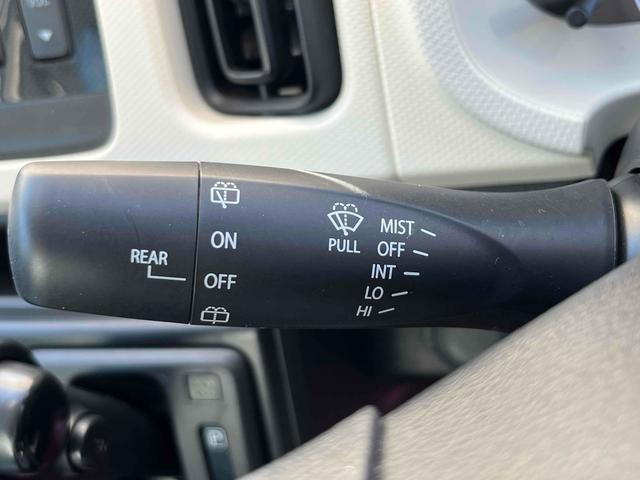 ON
REAR
OFF
PULL
MIST
OFF
INT
LO
HI